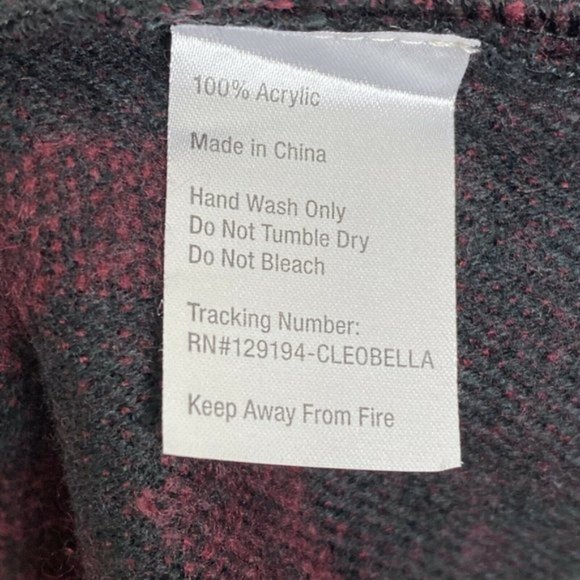 100% Acrylic
Made in China
Hand Wash Only
Do Not Tumble Dry
Do Not Bleach
Tracking Number:
RN#129194-CLEOBELLA
Keep Away From Fire